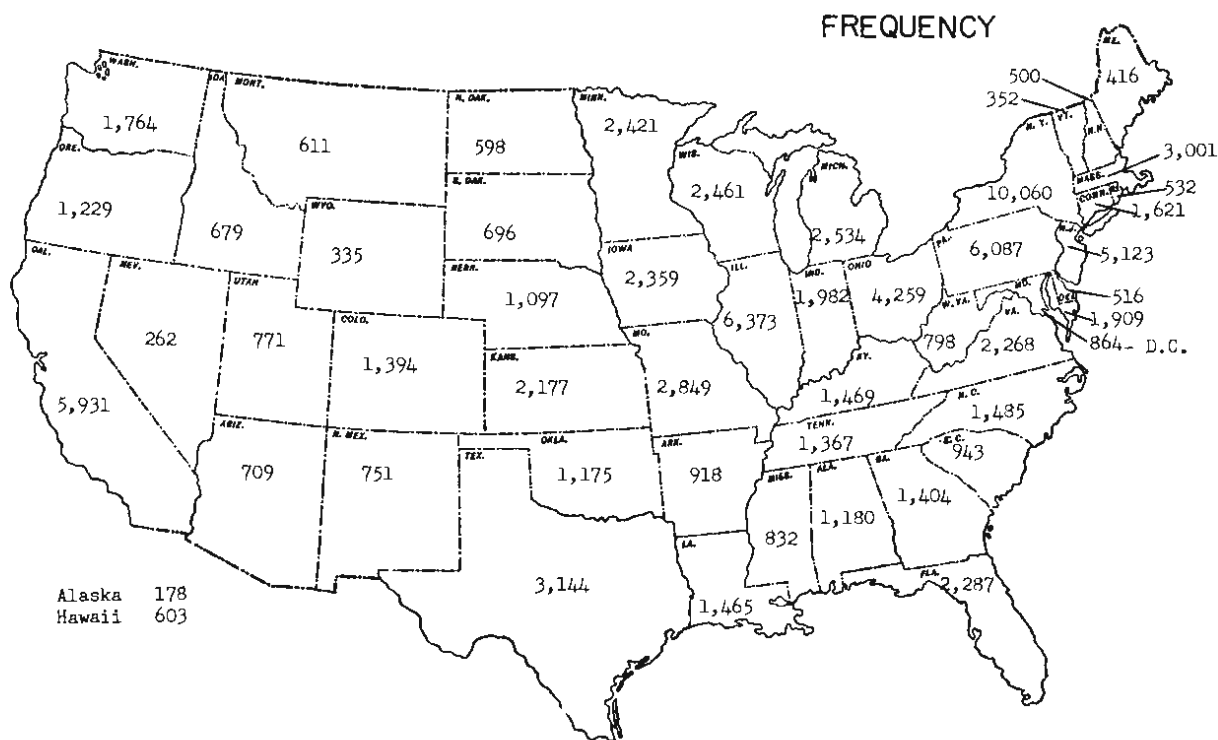 FREQUENCY
ME.
416
500
352
VT.
N.H.
N. Y.
10,060
MASS.
3,001
CONN.
R.I.
532
1,621
WASH.
1,764
IDA.
MONT.
611
N. DAK.
598
MINN.
2,421
WIS.
2,461
MICH.
2,534
ORE.
1,229
679
WYO.
335
S. DAK.
696
IOWA
2,359
ILL.
6,373
IND.
1,982
OHIO
4,259
PA.
6,087
N.J.
5,123
CAL.
5,931
NEV.
262
UTAH
771
COLO.
1,394
NEBR.
1,097
KANS.
2,177
MO.
2,849
KY.
1,469
W. VA.
798
VA.
2,268
MD.
DEL.
516
1,909
864- D.C.
ARIZ.
709
N. MEX.
751
TEX.
3,144
OKLA.
1,175
ARK.
918
TENN.
1,367
N. C.
1,485
S. C.
943
MISS.
832
ALA.
1,180
GA.
1,404
LA.
1,465
FLA.
2,287
Alaska 178
Hawaii 603